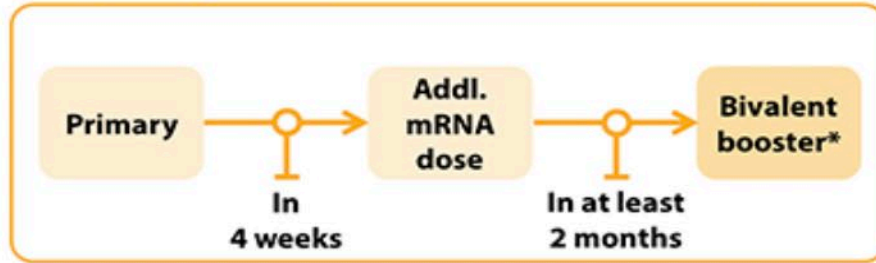 Primary
Addl.
mRNA
dose
Bivalent
booster*
In
4 weeks
In at least
2 months